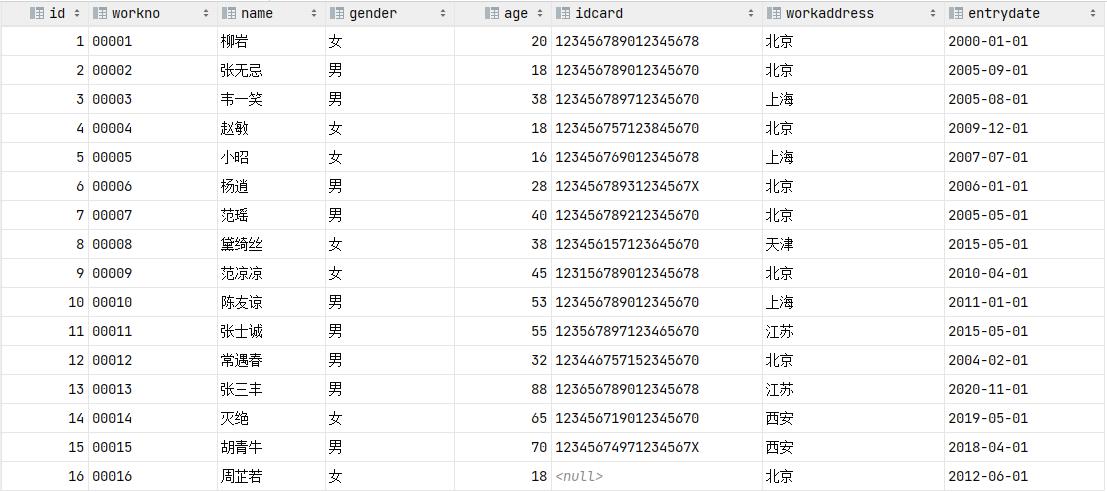 id workno name gender age idcard workaddress entrydate
1 00001 柳岩 女 20 123456789012345678 北京 2000-01-01
2 00002 张无忌 男 18 123456789012345670 北京 2005-09-01
3 00003 韦一笑 男 38 123456789712345670 上海 2005-08-01
4 00004 赵敏 女 18 123456757123845670 北京 2009-12-01
5 00005 小昭 女 16 123456769012345678 上海 2007-07-01
6 00006 杨逍 男 28 12345678931234567X 北京 2006-01-01
7 00007 范瑶 男 40 123456789212345670 北京 2005-05-01
8 00008 黛绮丝 女 38 123456157123645670 天津 2015-05-01
9 00009 范凉凉 女 45 123156789012345678 北京 2010-04-01
10 00010 陈友谅 男 53 123456789012345670 上海 2011-01-01
11 00011 张士诚 男 55 123567897123465670 江苏 2015-05-01
12 00012 常遇春 男 32 123446757152345670 北京 2004-02-01
13 00013 张三丰 男 88 123656789012345678 江苏 2020-11-01
14 00014 灭绝 女 65 123456719012345670 西安 2019-05-01
15 00015 胡青牛 男 70 12345674971234567X 西安 2018-04-01
16 00016 周芷若 女 18 <null> 北京 2012-06-01